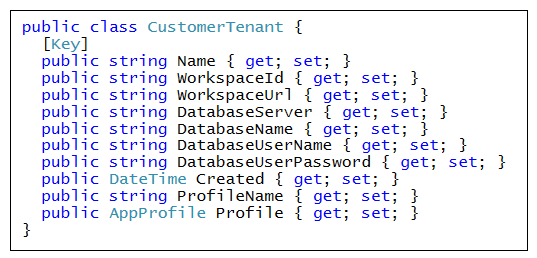 public class CustomerTenant {
[Key]
public string Name { get; set; }
public string WorkspaceId { get; set; }
public string WorkspaceUrl { get; set; }
public string DatabaseServer { get; set; }
public string DatabaseName { get; set; }
public string DatabaseUserName { get; set; }
public string DatabaseUserPassword { get; set; }
public DateTime Created { get; set; }
public string ProfileName { get; set; }
public AppProfile Profile { get; set; }
}